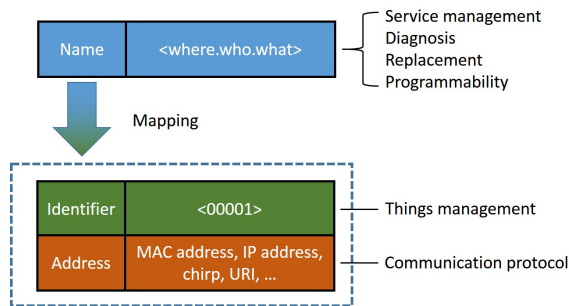 Name <where.who.what>
Service management
Diagnosis
Replacement
Programmability
Mapping
Identifier <00001> Things management
Address MAC address, IP address,
chirp, URI, ...
Communication protocol